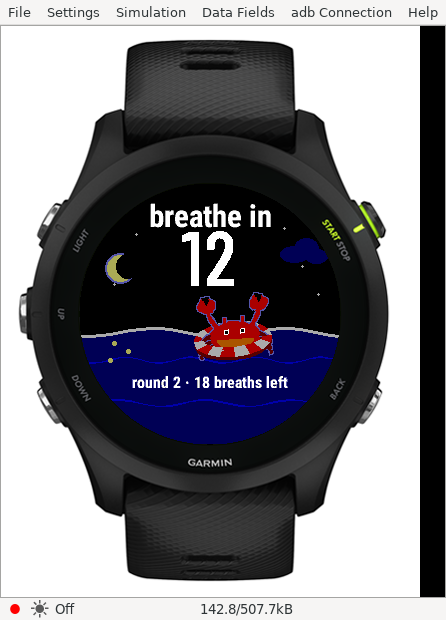 File Settings Simulation Data Fields adb Connection Help
breathe in
12
START STOP
LIGHT
UP
DOWN
BACK
round 2 · 18 breaths left
GARMIN
Off 142.8/507.7kB